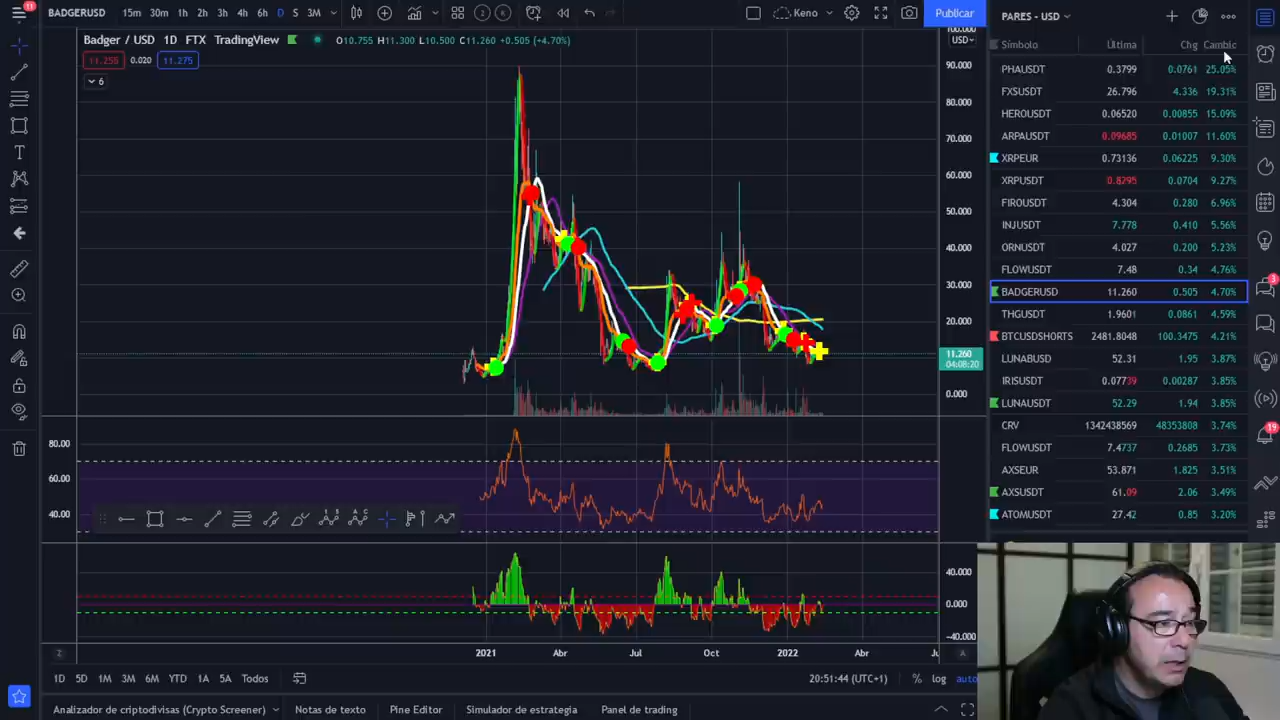 11
BADGERUSD 15m 30m 1h 2h 3h 4h 6h D S 3M 2 K Keno Publicar
Badger / USD 1D FTX TradingView O10.755 H11.300 L10.500 C11.260 +0.505 (+4.70%)
11.255 0.020 11.275
6
100.000
USD
90.000
80.000
70.000
60.000
50.000
40.000
30.000
20.000
11.260
04:08:20
0.000
80.00
60.00
40.00
40.000
0.000
-40.000
Z 2021 Abr Jul Oct 2022 Abr A
1D 5D 1M 3M 6M YTD 1A 5A Todos 20:51:44 (UTC+1) % log auto
Analizador de criptodivisas (Crypto Screener) Notas de texto Pine Editor Simulador de estrategia Panel de trading
PARES - USD
Símbolo Última Chg Cambio
PHAUSDT 0.3799 0.0761 25.05%
FXSUSDT 26.796 4.336 19.31%
HEROUSDT 0.06520 0.00855 15.09%
ARPAUSDT 0.09685 0.01007 11.60%
XRPEUR 0.73136 0.06225 9.30%
XRPUSDT 0.8295 0.0704 9.27%
FIROUSDT 4.304 0.280 6.96%
INJUSDT 7.778 0.410 5.56%
ORNUSDT 4.027 0.200 5.23%
FLOWUSDT 7.48 0.34 4.76%
BADGERUSD 11.260 0.505 4.70%
THGUSDT 1.9601 0.0861 4.59%
BTCUSDSHORTS 2481.8048 100.3475 4.21%
LUNABUSD 52.31 1.95 3.87%
IRISUSDT 0.07739 0.00287 3.85%
LUNAUSDT 52.29 1.94 3.85%
CRV 1342438569 48353808 3.74%
FLOWUSDT 7.4737 0.2685 3.73%
AXSEUR 53.871 1.825 3.51%
AXSUSDT 61.09 2.06 3.49%
ATOMUSDT 27.42 0.85 3.20%
3
19